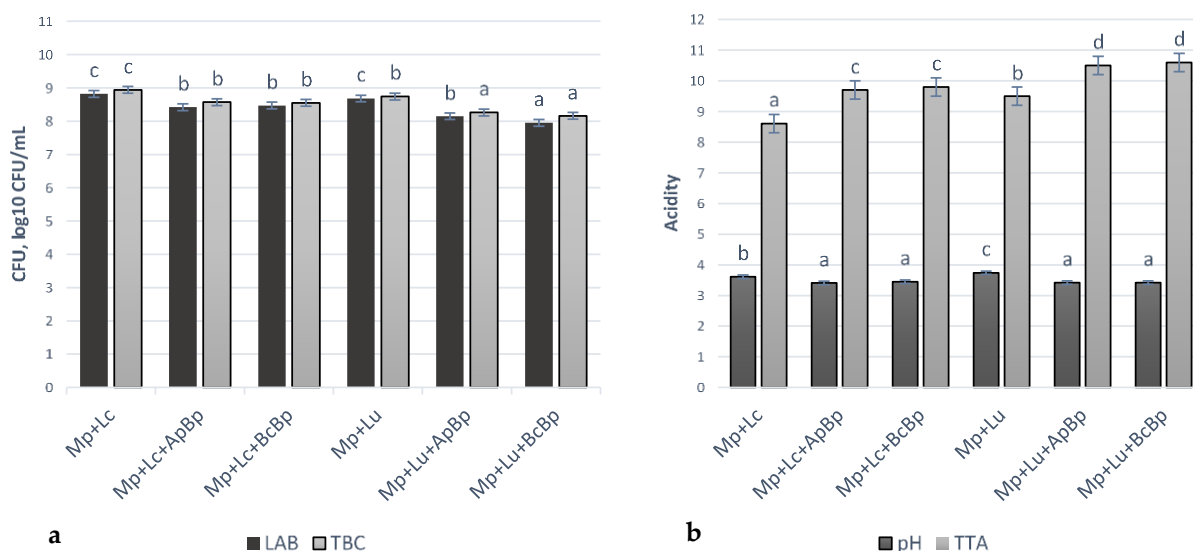 11
10
9
8
7
6
5
4
3
2
1
0
CFU, log10 CFU/mL
c c b b b b c b b a a a
Mp+Lc
Mp+Lc+ApBp
Mp+Lc+BcBp
Mp+Lu
Mp+Lu+ApBp
Mp+Lu+BcBp
a
LAB TBC
12
11
10
9
8
7
6
5
4
3
2
1
0
Acidity
b a a c a c c b a d a d
Mp+Lc
Mp+Lc+ApBp
Mp+Lc+BcBp
Mp+Lu
Mp+Lu+ApBp
Mp+Lu+BcBp
b
pH TTA